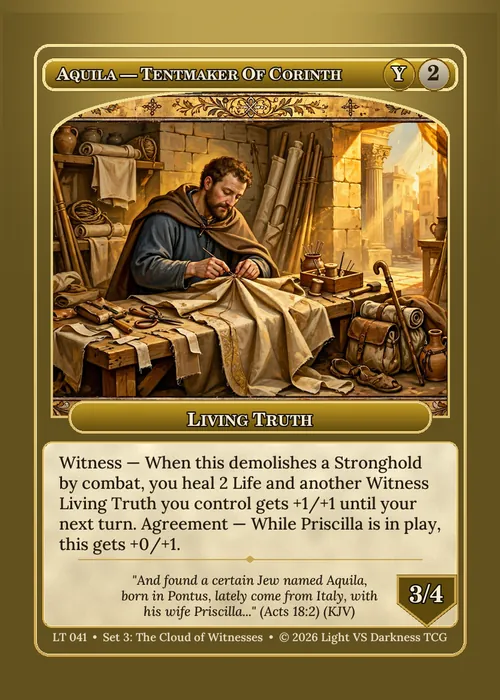 Aquila — Tentmaker Of Corinth Y 2
Living Truth
Witness — When this demolishes a Stronghold
by combat, you heal 2 Life and another Witness
Living Truth you control gets +1/+1 until your
next turn. Agreement — While Priscilla is in play,
this gets +0/+1.
"And found a certain Jew named Aquila,
born in Pontus, lately come from Italy, with
his wife Priscilla..." (Acts 18:2) (KJV)
3/4
LT 041 • Set 3: The Cloud of Witnesses • © 2026 Light VS Darkness TCG